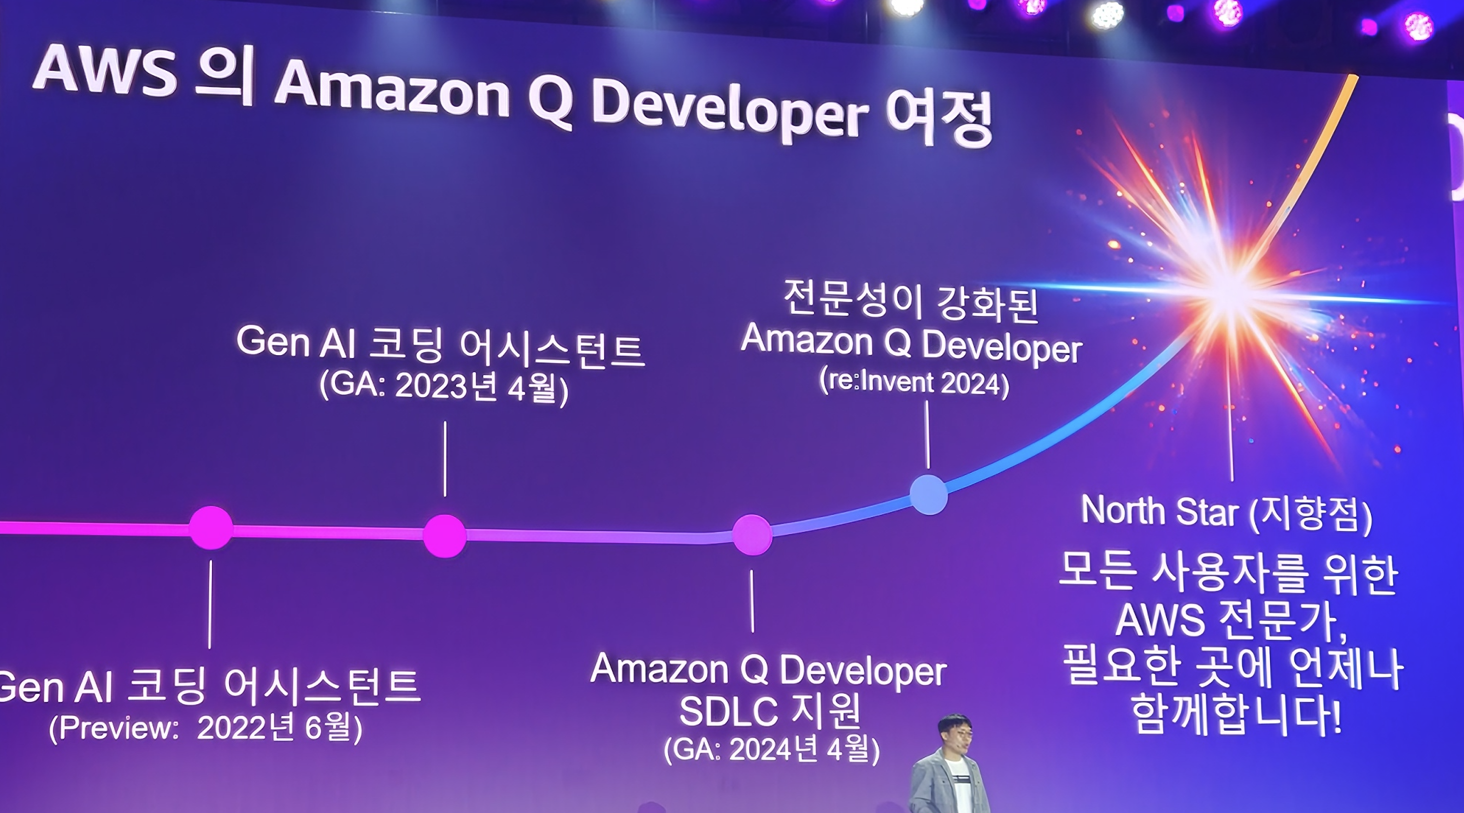 AWS 의 Amazon Q Developer 여정
Gen AI 코딩 어시스턴트
(Preview: 2022년 6월)
Gen AI 코딩 어시스턴트
(GA: 2023년 4월)
Amazon Q Developer
SDLC 지원
(GA: 2024년 4월)
전문성이 강화된
Amazon Q Developer
(re:Invent 2024)
North Star (지향점)
모든 사용자를 위한
AWS 전문가,
필요한 곳에 언제나
함께합니다!